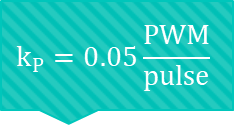 k_P = 0.05 PWM/pulse